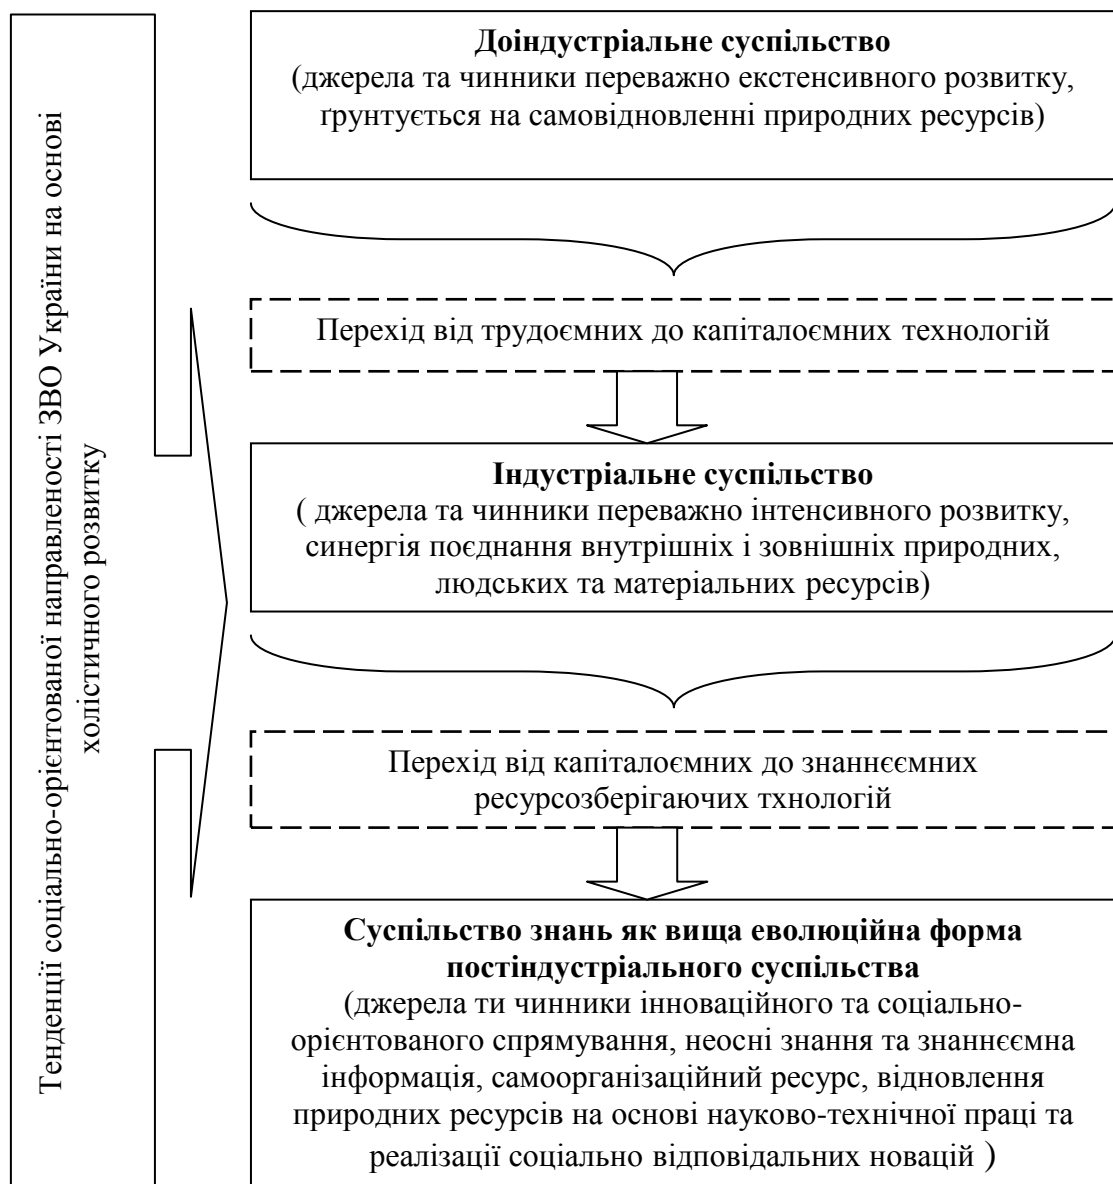 Тенденції соціально-орієнтованої направленості ЗВО України на основі
холістичного розвитку
Доіндустріальне суспільство
(джерела та чинники переважно екстенсивного розвитку,
ґрунтується на самовідновленні природних ресурсів)
Перехід від трудоємних до капіталоємних технологій
Індустріальне суспільство
( джерела та чинники переважно інтенсивного розвитку,
синергія поєднання внутрішніх і зовнішніх природних,
людських та матеріальних ресурсів)
Перехід від капіталоємних до знаннєємних
ресурсозберігаючих тхнологій
Суспільство знань як вища еволюційна форма
постіндустріального суспільства
(джерела ти чинники інноваційного та соціально-
орієнтованого спрямування, неосні знання та знаннєємна
інформація, самоорганізаційний ресурс, відновлення
природних ресурсів на основі науково-технічної праці та
реалізації соціально відповідальних новацій )